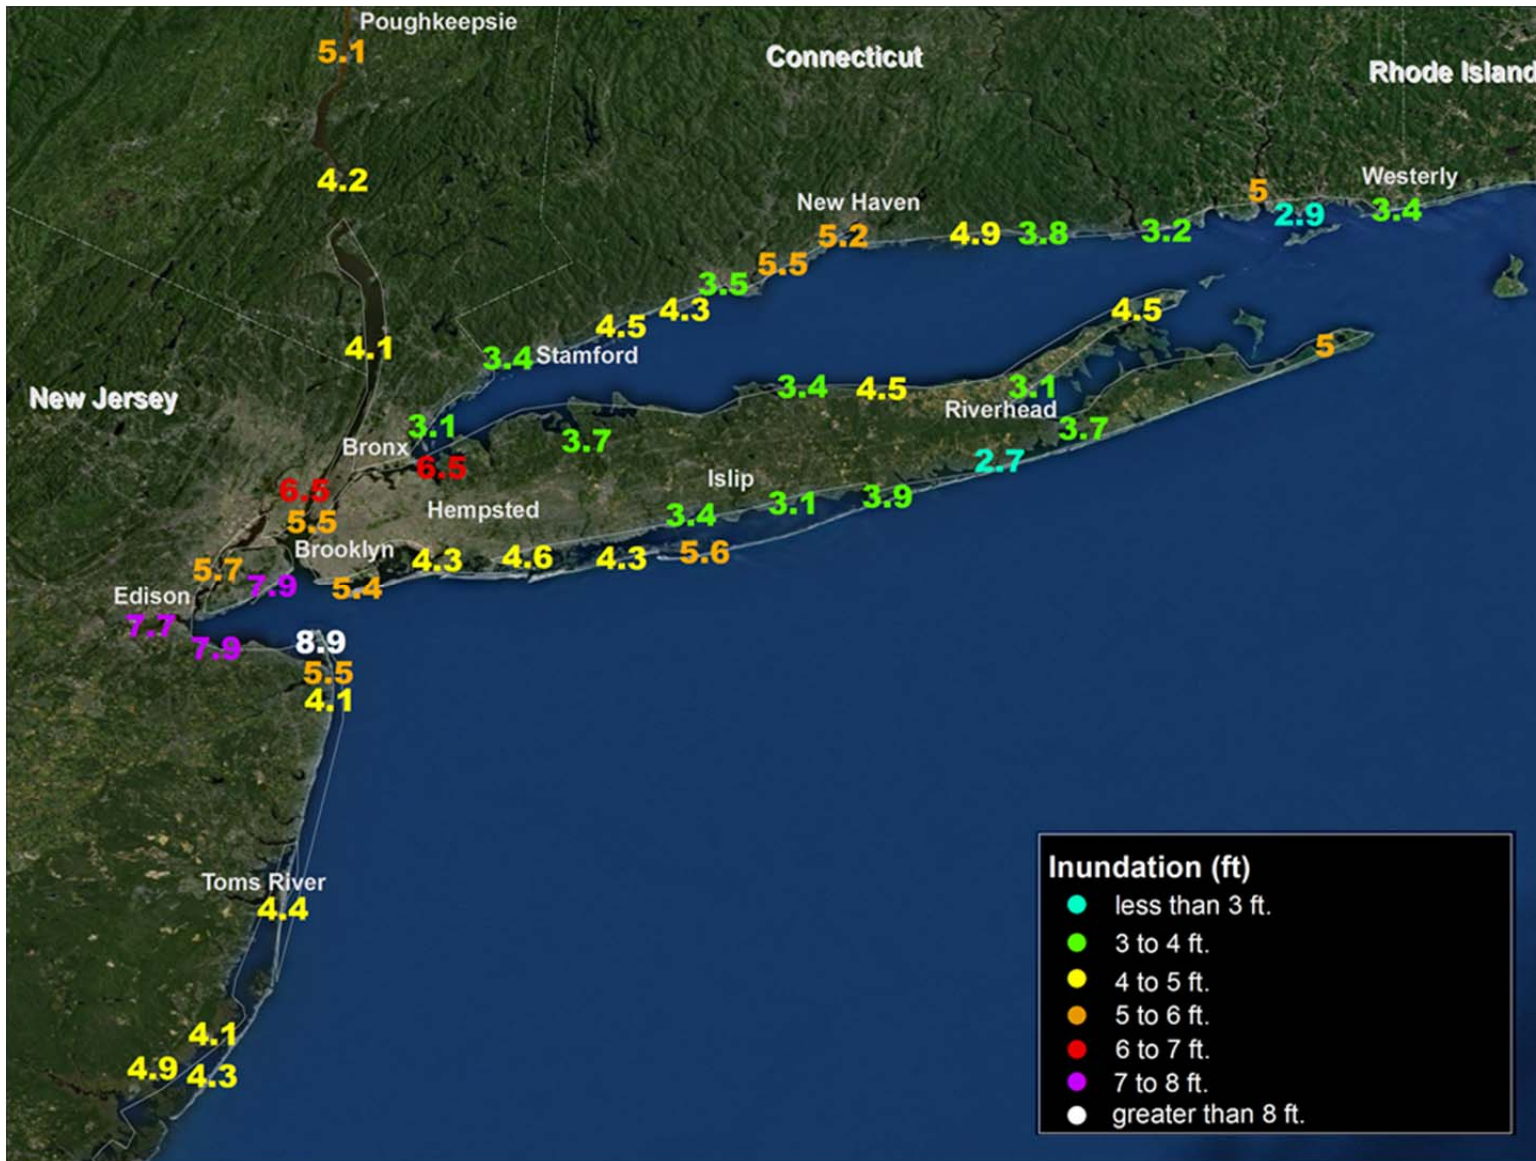 Poughkeepsie
5.1
Connecticut
Rhode Island
4.2
Westerly
5
2.9
3.4
New Haven
5.2
4.9
3.8
3.2
5.5
3.5
4.3
4.5
4.5
4.1
3.4
Stamford
5
New Jersey
3.4
4.5
3.1
Riverhead
3.1
Bronx
3.7
3.7
6.5
2.7
6.5
Islip
3.9
3.1
5.5
Hempsted
3.4
Brooklyn
4.3
4.6
4.3
5.6
5.7
7.9
5.4
Edison
7.7
7.9
8.9
5.5
4.1
Toms River
4.4
4.1
4.9
4.3
Inundation (ft)
less than 3 ft.
3 to 4 ft.
4 to 5 ft.
5 to 6 ft.
6 to 7 ft.
7 to 8 ft.
greater than 8 ft.